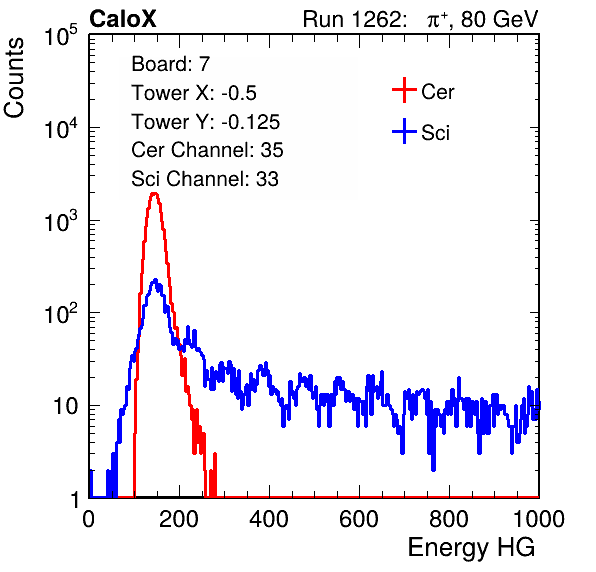 CaloX Run 1262: π⁺, 80 GeV
Counts
10⁵
10⁴
10³
10²
10
1
Board: 7
Tower X: -0.5
Tower Y: -0.125
Cer Channel: 35
Sci Channel: 33
Cer
Sci
0 200 400 600 800 1000
Energy HG